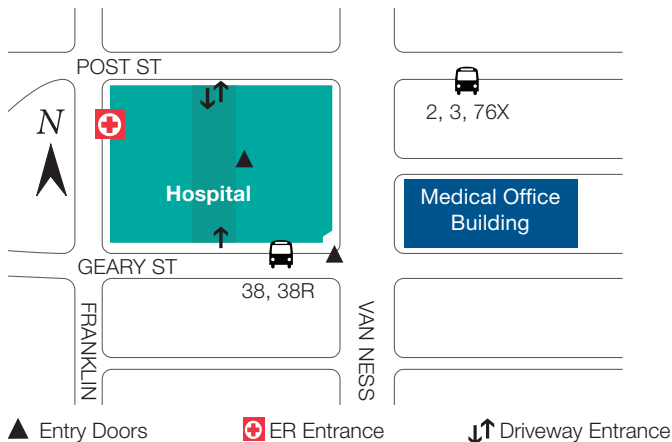 POST ST
N
2, 3, 76X
Hospital
Medical Office
Building
GEARY ST
38, 38R
FRANKLIN
VAN NESS
Entry Doors
ER Entrance
Driveway Entrance